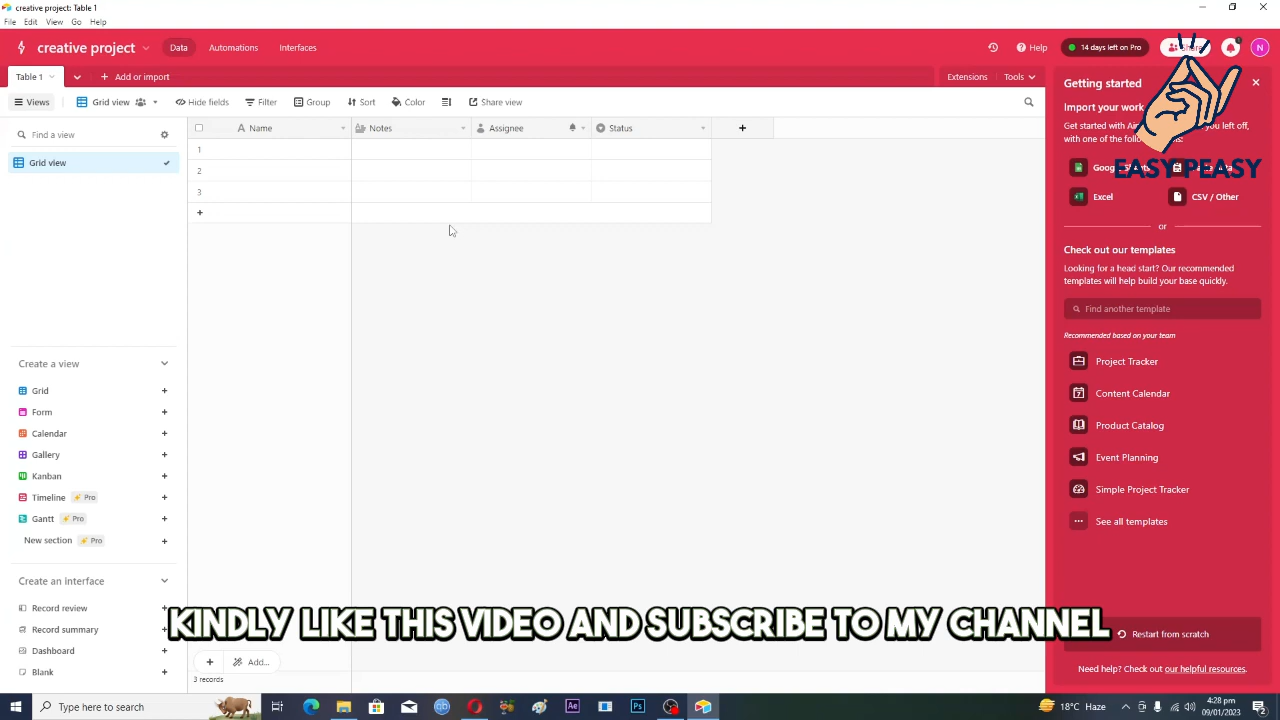 creative project: Table 1
File Edit View Go Help
creative project
Data
Automations
Interfaces
Help
14 days left on Pro
Share
N
Table 1
Add or import
Extensions
Tools
Views
Grid view
Hide fields
Filter
Group
Sort
Color
Share view
Find a view
Grid view
Name
Notes
Assignee
Status
1
2
3
Create a view
Grid
Form
Calendar
Gallery
Kanban
Timeline Pro
Gantt Pro
New section Pro
Create an interface
Record review
Record summary
Dashboard
Blank
Add...
3 records
Getting started
Import your work
Get started with
you left off,
with one of the
EASY PEASY
Excel
CSV / Other
or
Check out our templates
Looking for a head start? Our recommended
templates will help build your base quickly.
Find another template
Recommended based on your team
Project Tracker
Content Calendar
Product Catalog
Event Planning
Simple Project Tracker
See all templates
Restart from scratch
Need help? Check out our helpful resources.
KINDLY LIKE THIS VIDEO AND SUBSCRIBE TO MY CHANNEL
Type here to search
18°C Haze
4:28 pm
09/01/2023